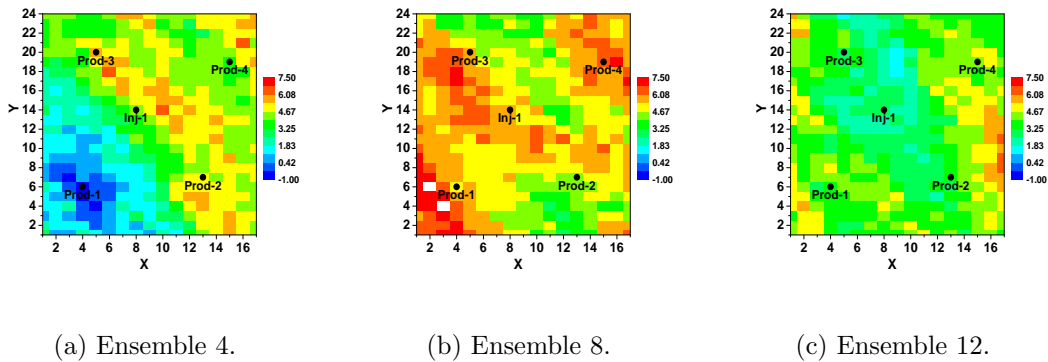 24
22
20
18
16
14
12
10
8
6
4
2
Y
2 4 6 8 10 12 14 16
X
Prod-3
Prod-4
Inj-1
Prod-2
Prod-1
7.50
6.08
4.67
3.25
1.83
0.42
-1.00
24
22
20
18
16
14
12
10
8
6
4
2
Y
2 4 6 8 10 12 14 16
X
Prod-3
Prod-4
Inj-1
Prod-2
Prod-1
7.50
6.08
4.67
3.25
1.83
0.42
-1.00
24
22
20
18
16
14
12
10
8
6
4
2
Y
2 4 6 8 10 12 14 16
X
Prod-3
Prod-4
Inj-1
Prod-2
Prod-1
7.50
6.08
4.67
3.25
1.83
0.42
-1.00
(a) Ensemble 4.
(b) Ensemble 8.
(c) Ensemble 12.